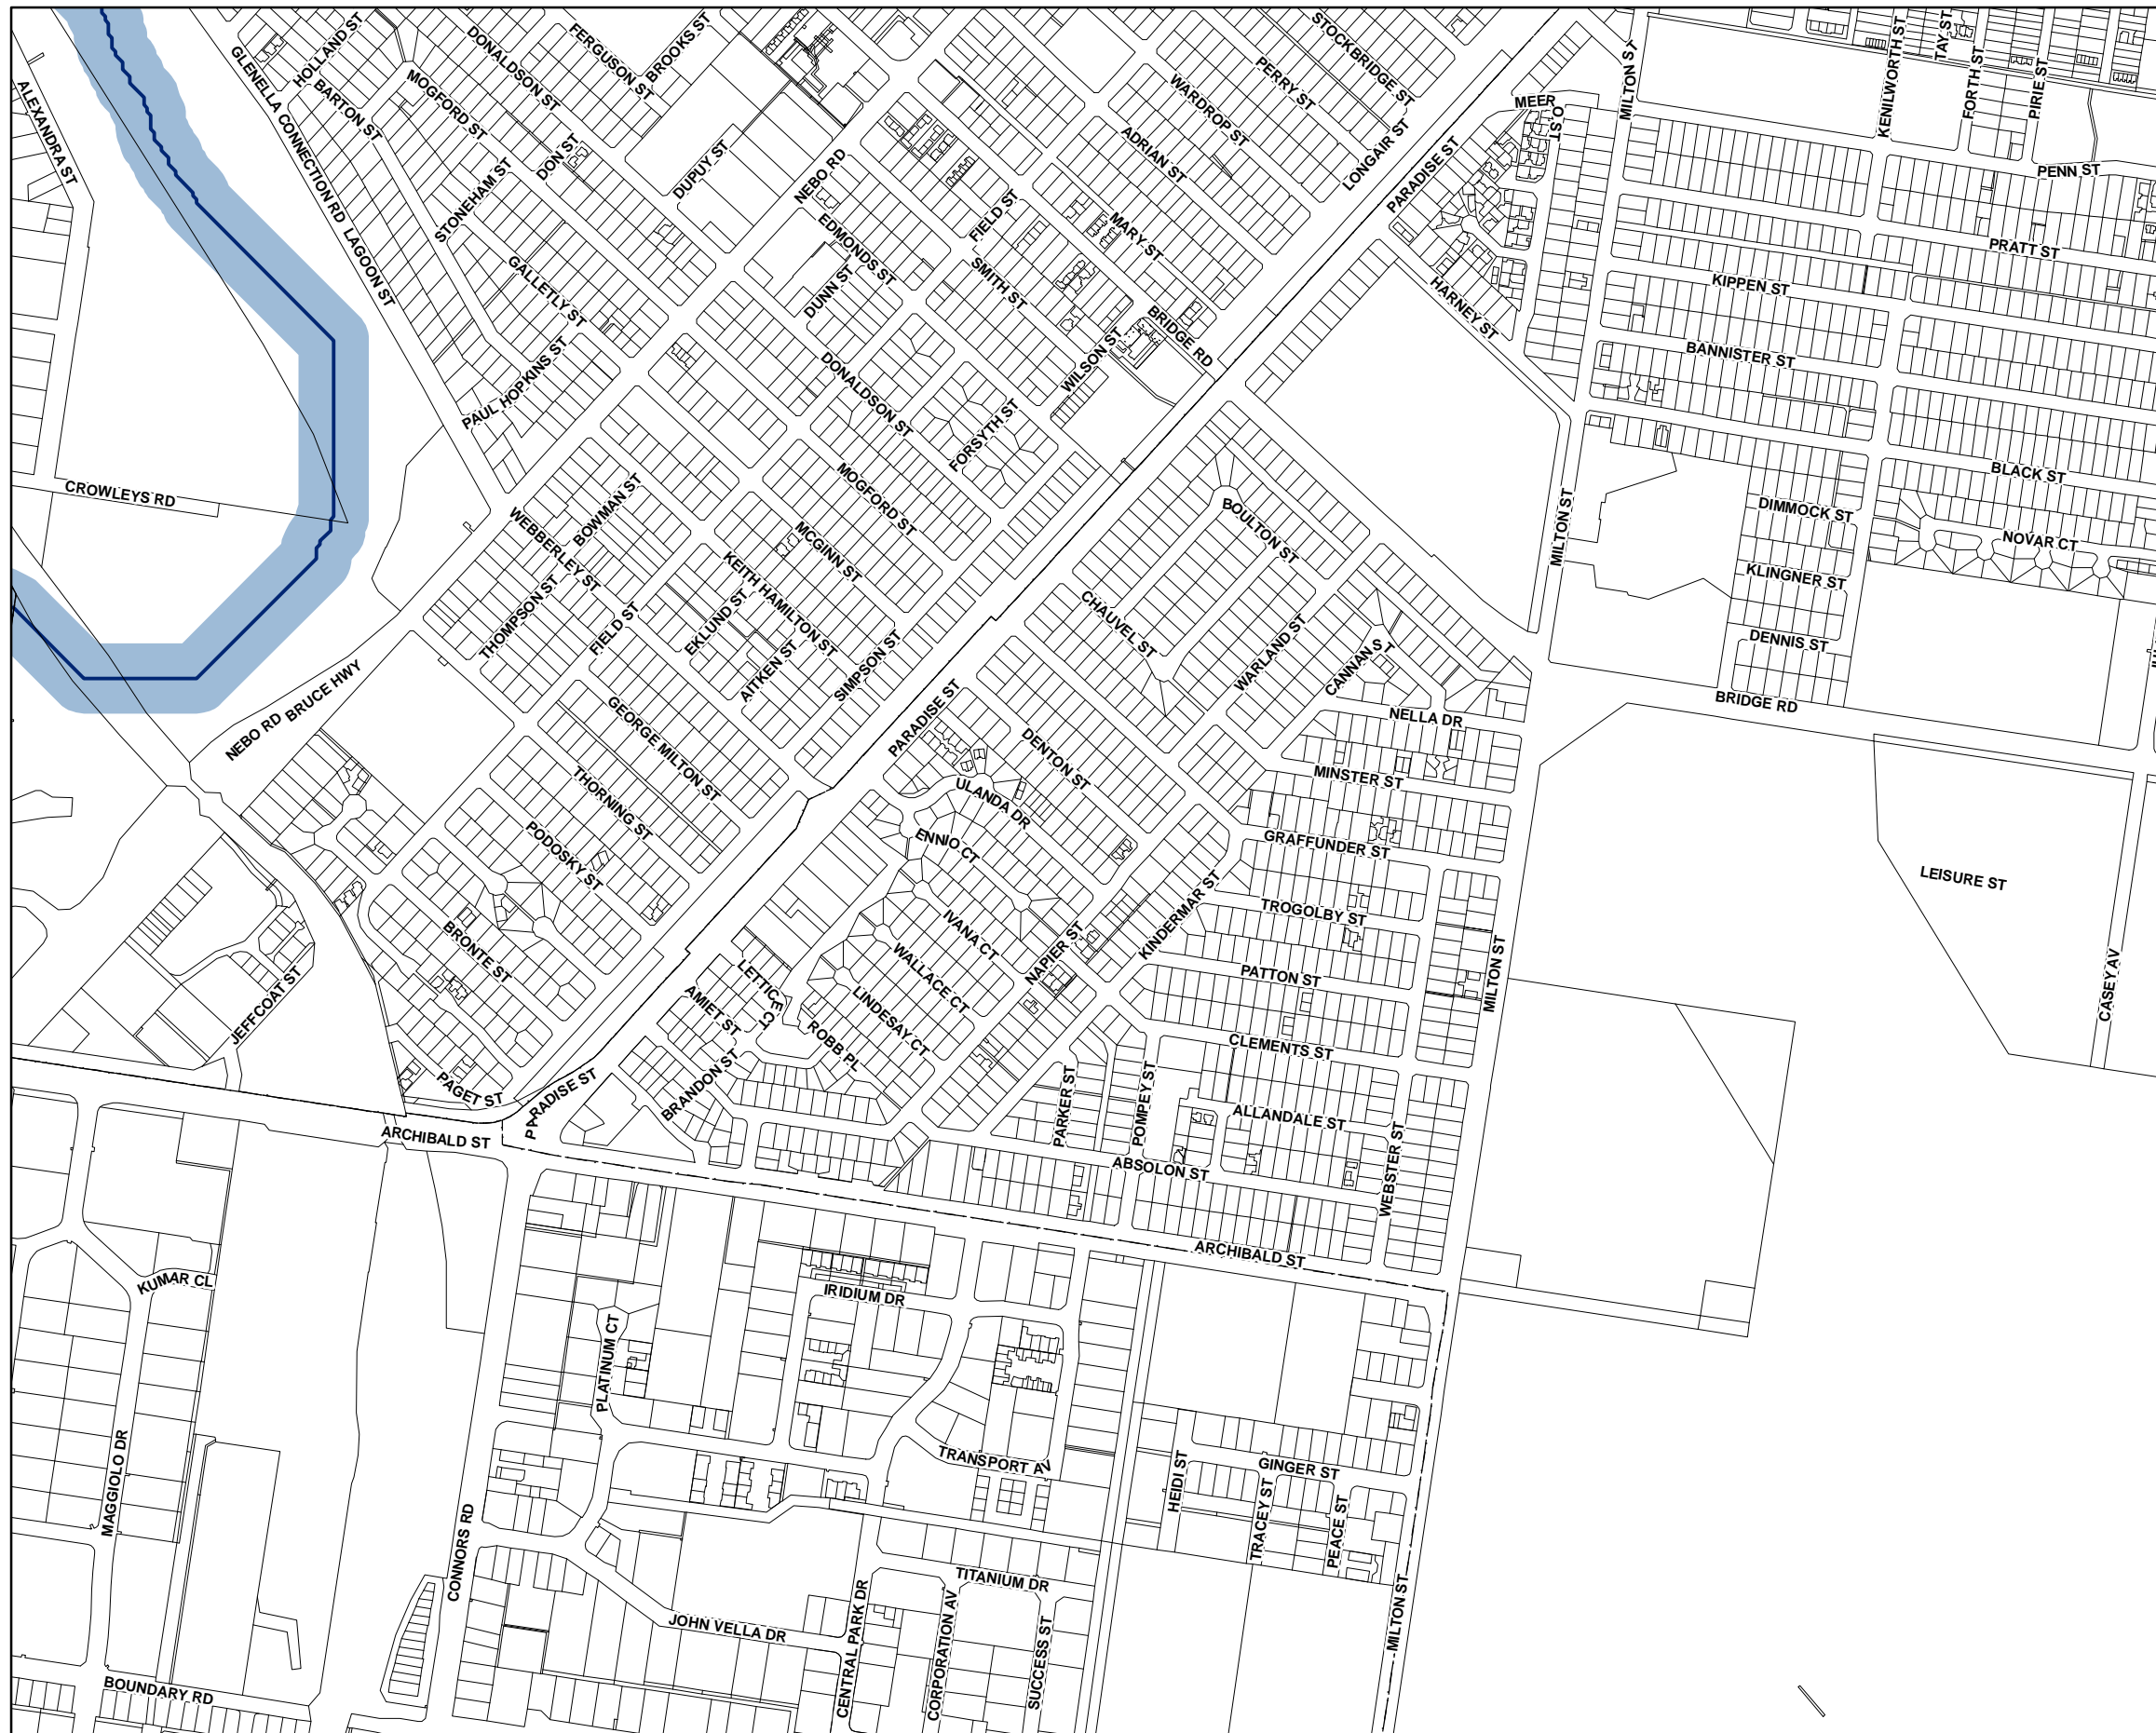 HOLLAND ST
DONALDSON ST
FERGUSON ST
BROOKS ST
STOCKBRIDGE ST
MILTON ST
KENILWORTH ST
TAY ST
FORTH ST
PIRIE ST
GLENELLA CONNECTION RD
BARTON ST
MOGFORD ST
PERRY ST
WARDROP ST
MEER
O ST
ALEXANDRA ST
DON ST
STONEHAM ST
DUPUY ST
NEBO RD
ADRIAN ST
LONGAIR ST
PARADISE ST
PENN ST
LAGOON ST
EDMONDS ST
FIELD ST
MARY ST
PRATT ST
GALLETLY ST
DUNN ST
SMITH ST
HARNEY ST
KIPPEN ST
BRIDGE RD
WILSON ST
BANNISTER ST
PAUL HOPKINS ST
DONALDSON ST
FORSYTH ST
BLACK ST
CROWLEYS RD
BOWMAN ST
MOGFORD ST
BOULTON ST
MILTON ST
DIMMOCK ST
WEBBERLEY ST
MCGINN ST
NOVAR CT
KLINGNER ST
THOMPSON ST
FIELD ST
EKLUND ST
KEITH HAMILTON ST
AITKEN ST
SIMPSON ST
CHAUVEL ST
WARLAND ST
CANNAN ST
DENNIS ST
BRIDGE RD
NEBO RD
BRUCE HWY
GEORGE MILTON ST
PARADISE ST
NELLA DR
DENTON ST
THORNING ST
MINSTER ST
ULANDA DR
PODOSKY ST
ENNIO CT
GRAFFUNDER ST
LEISURE ST
TROGOLBY ST
BRONTE ST
IVANA CT
KINDERMAR ST
NAPIER ST
WALLACE CT
PATTON ST
MILTON ST
CASEY AV
JEFFCOAT ST
LETTICE CT
AMIET ST
LINDESAY CT
ROBB PL
CLEMENTS ST
PAGET ST
PARADISE ST
BRANDON ST
PARKER ST
POMPEY ST
ALLANDALE ST
ARCHIBALD ST
ABSOLON ST
WEBSTER ST
ARCHIBALD ST
KUMAR CL
IRIDIUM DR
PLATINUM CT
MAGGIOLO DR
TRANSPORT AV
HEIDI ST
GINGER ST
TRACEY ST
PEACE ST
CONNORS RD
TITANIUM DR
MILTON ST
JOHN VELLA DR
CENTRAL PARK DR
CORPORATION AV
SUCCESS ST
BOUNDARY RD